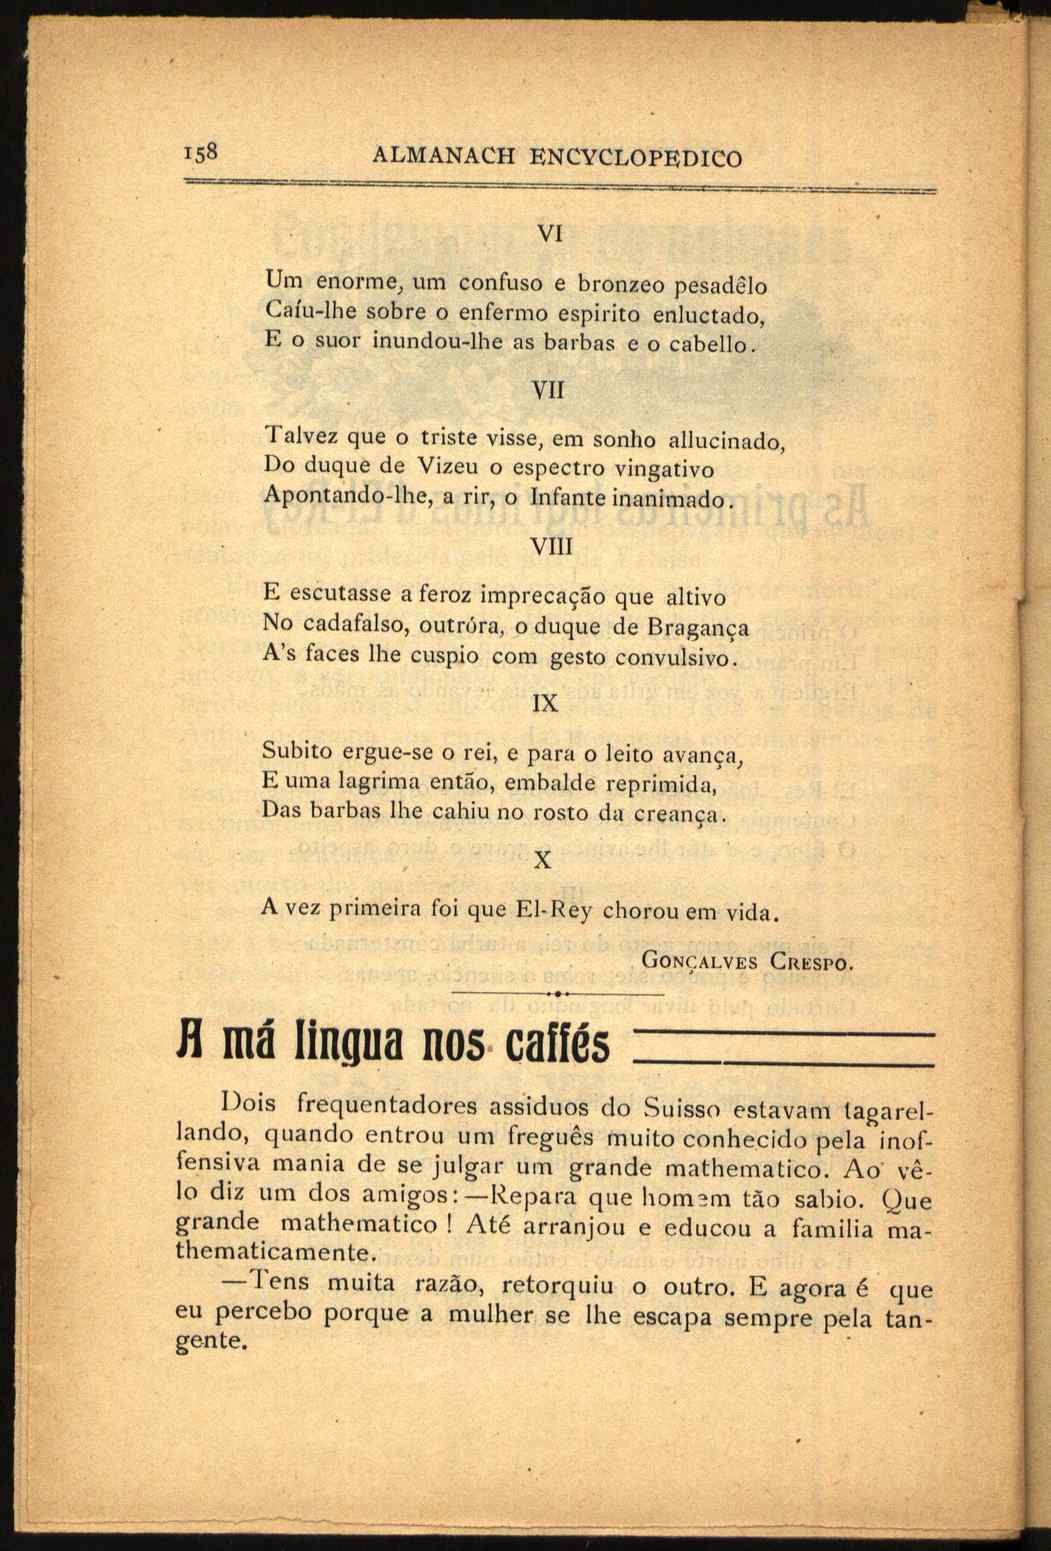 158 ALMANACH ENCYCLOPEDICO
VI
Um enorme, um confuso e bronzeo pesadêlo
Caíu-lhe sobre o enfermo espirito enluctado,
E o suor inundou-lhe as barbas e o cabello.
VII
Talvez que o triste visse, em sonho allucinado,
Do duque de Vizeu o espectro vingativo
Apontando-lhe, a rir, o Infante inanimado.
VIII
E escutasse a feroz imprecação que altivo
No cadafalso, outróra, o duque de Bragança
A's faces lhe cuspio com gesto convulsivo.
IX
Subito ergue-se o rei, e para o leito avança,
E uma lagrima então, embalde reprimida,
Das barbas lhe cahiu no rosto da creança.
X
A vez primeira foi que El-Rey chorou em vida.
GONÇALVES CRESPO.
A má lingua nos caffés
Dois frequentadores assiduos do Suisso estavam tagarel-
lando, quando entrou um freguês muito conhecido pela inof-
fensiva mania de se julgar um grande mathematico. Ao vê-
lo diz um dos amigos:—Repara que homem tão sabio. Que
grande mathematico ! Até arranjou e educou a familia ma-
thematicamente.
—Tens muita razão, retorquiu o outro. E agora é que
eu percebo porque a mulher se lhe escapa sempre pela tan-
gente.